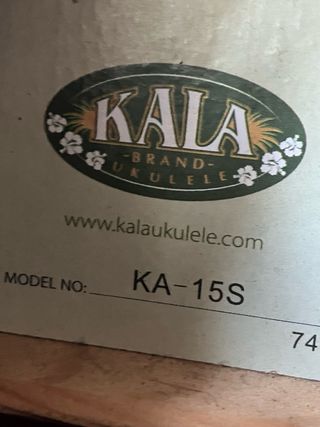 KALA
-BRAND-
UKULELE
www.kalaukulele.com
MODEL NO: KA-15S
74